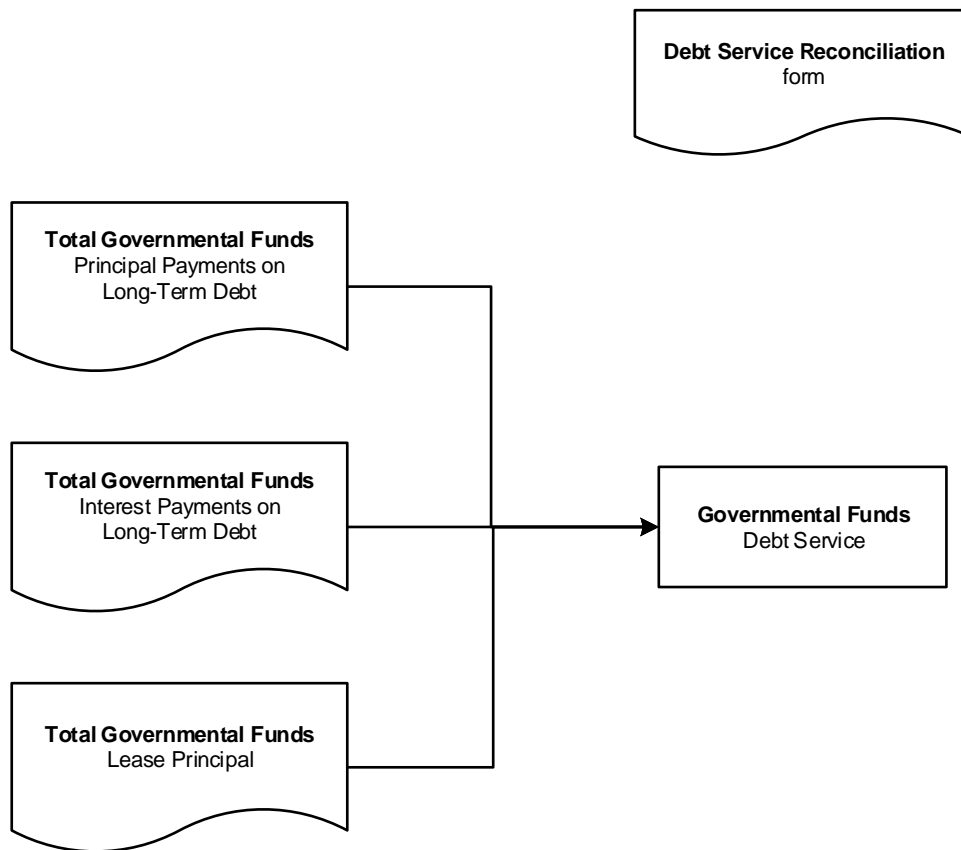 Debt Service Reconciliation
form
Total Governmental Funds
Principal Payments on
Long-Term Debt
Total Governmental Funds
Interest Payments on
Long-Term Debt
Governmental Funds
Debt Service
Total Governmental Funds
Lease Principal